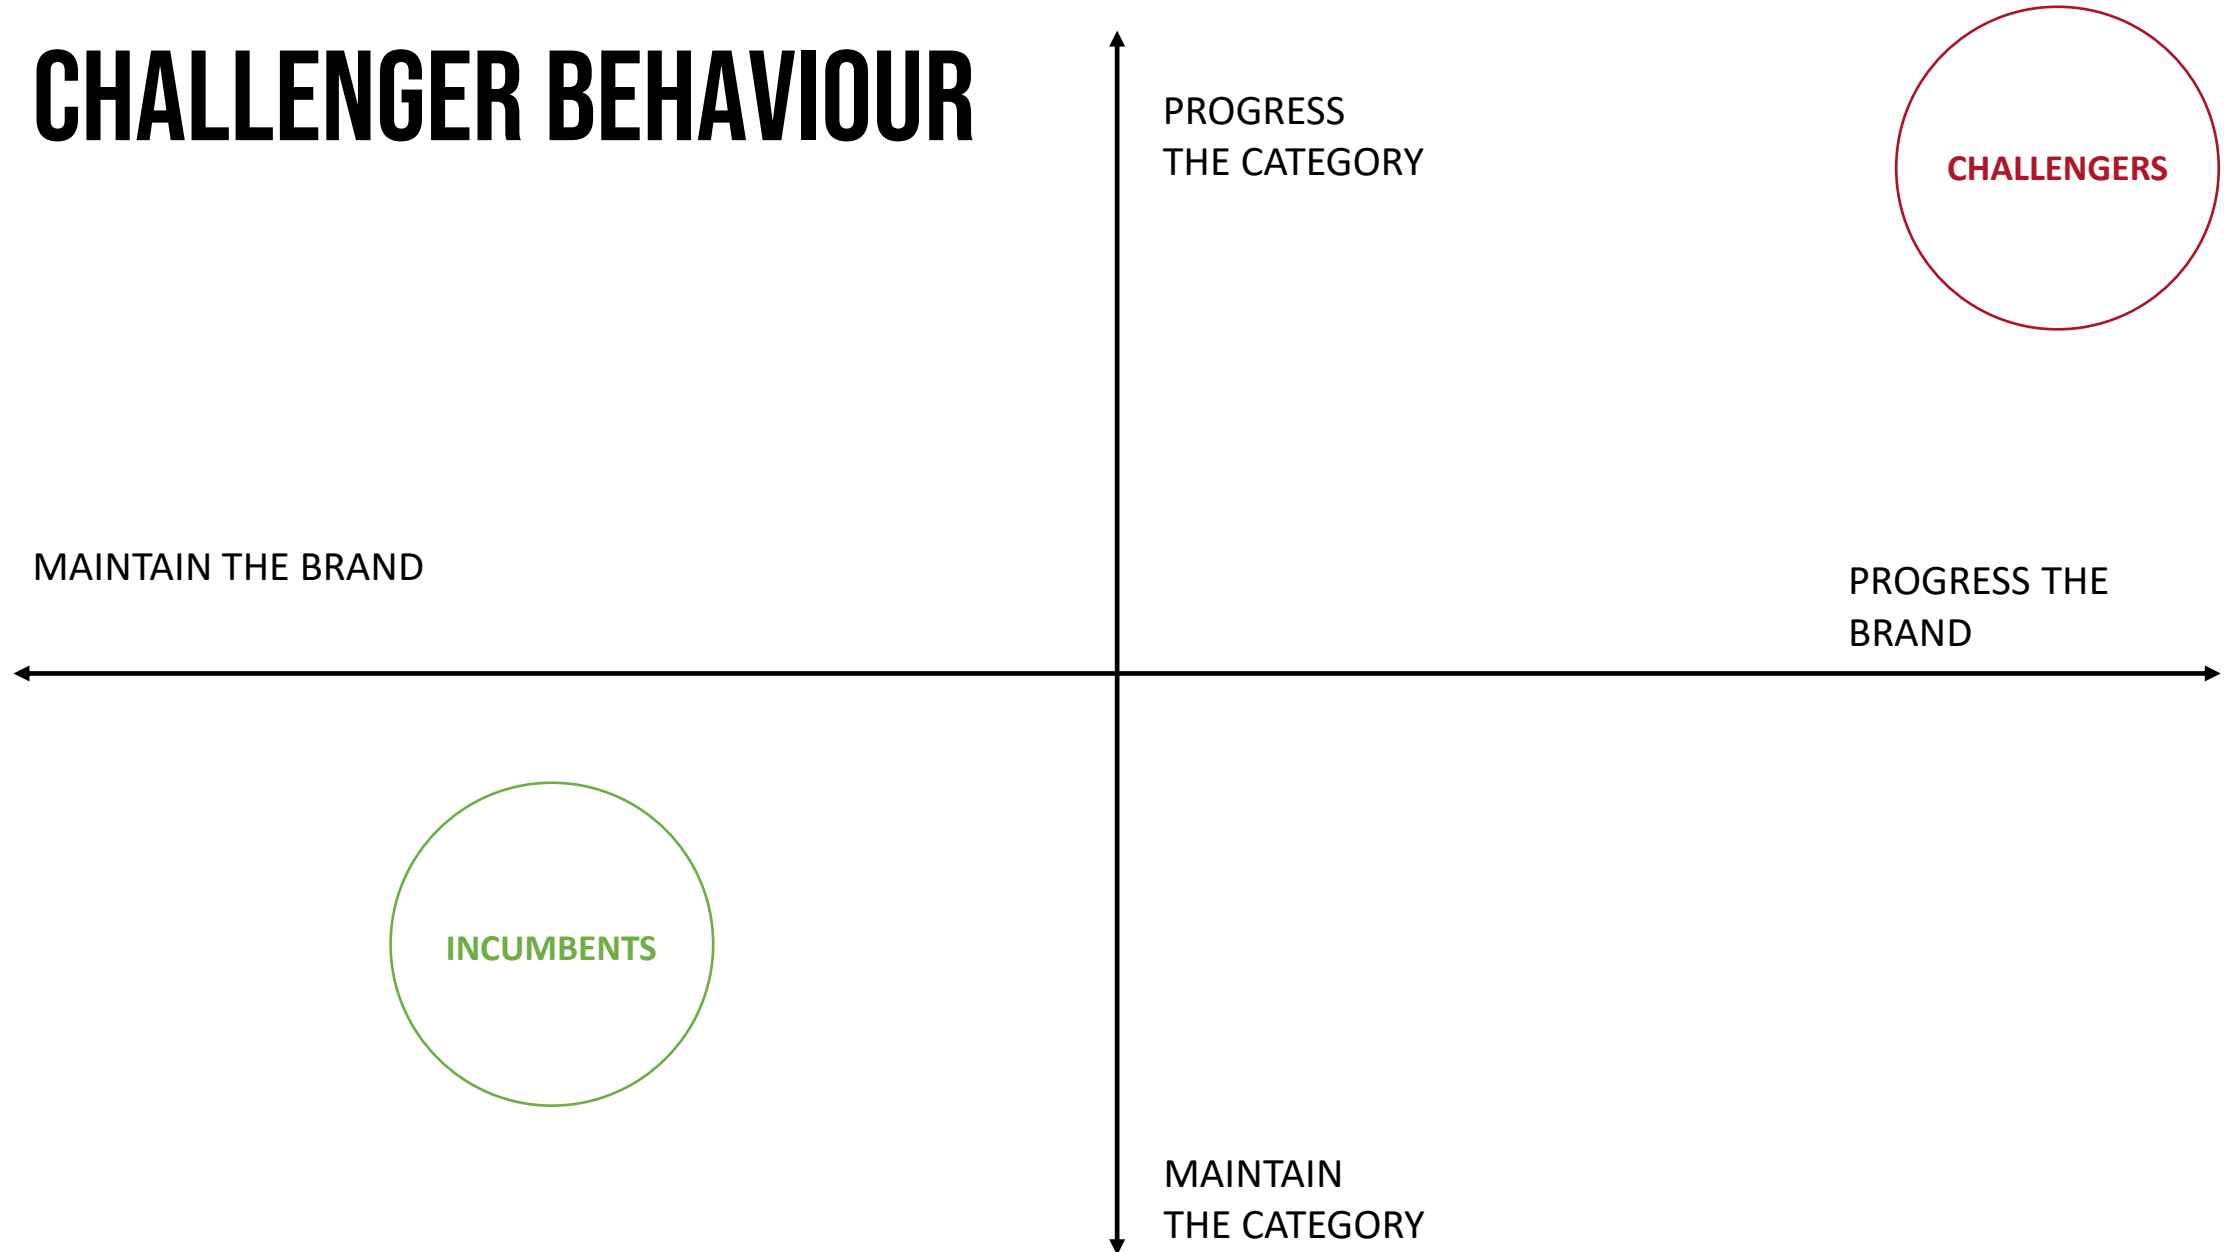 CHALLENGER BEHAVIOUR
PROGRESS
THE CATEGORY
CHALLENGERS
MAINTAIN THE BRAND
PROGRESS THE
BRAND
INCUMBENTS
MAINTAIN
THE CATEGORY